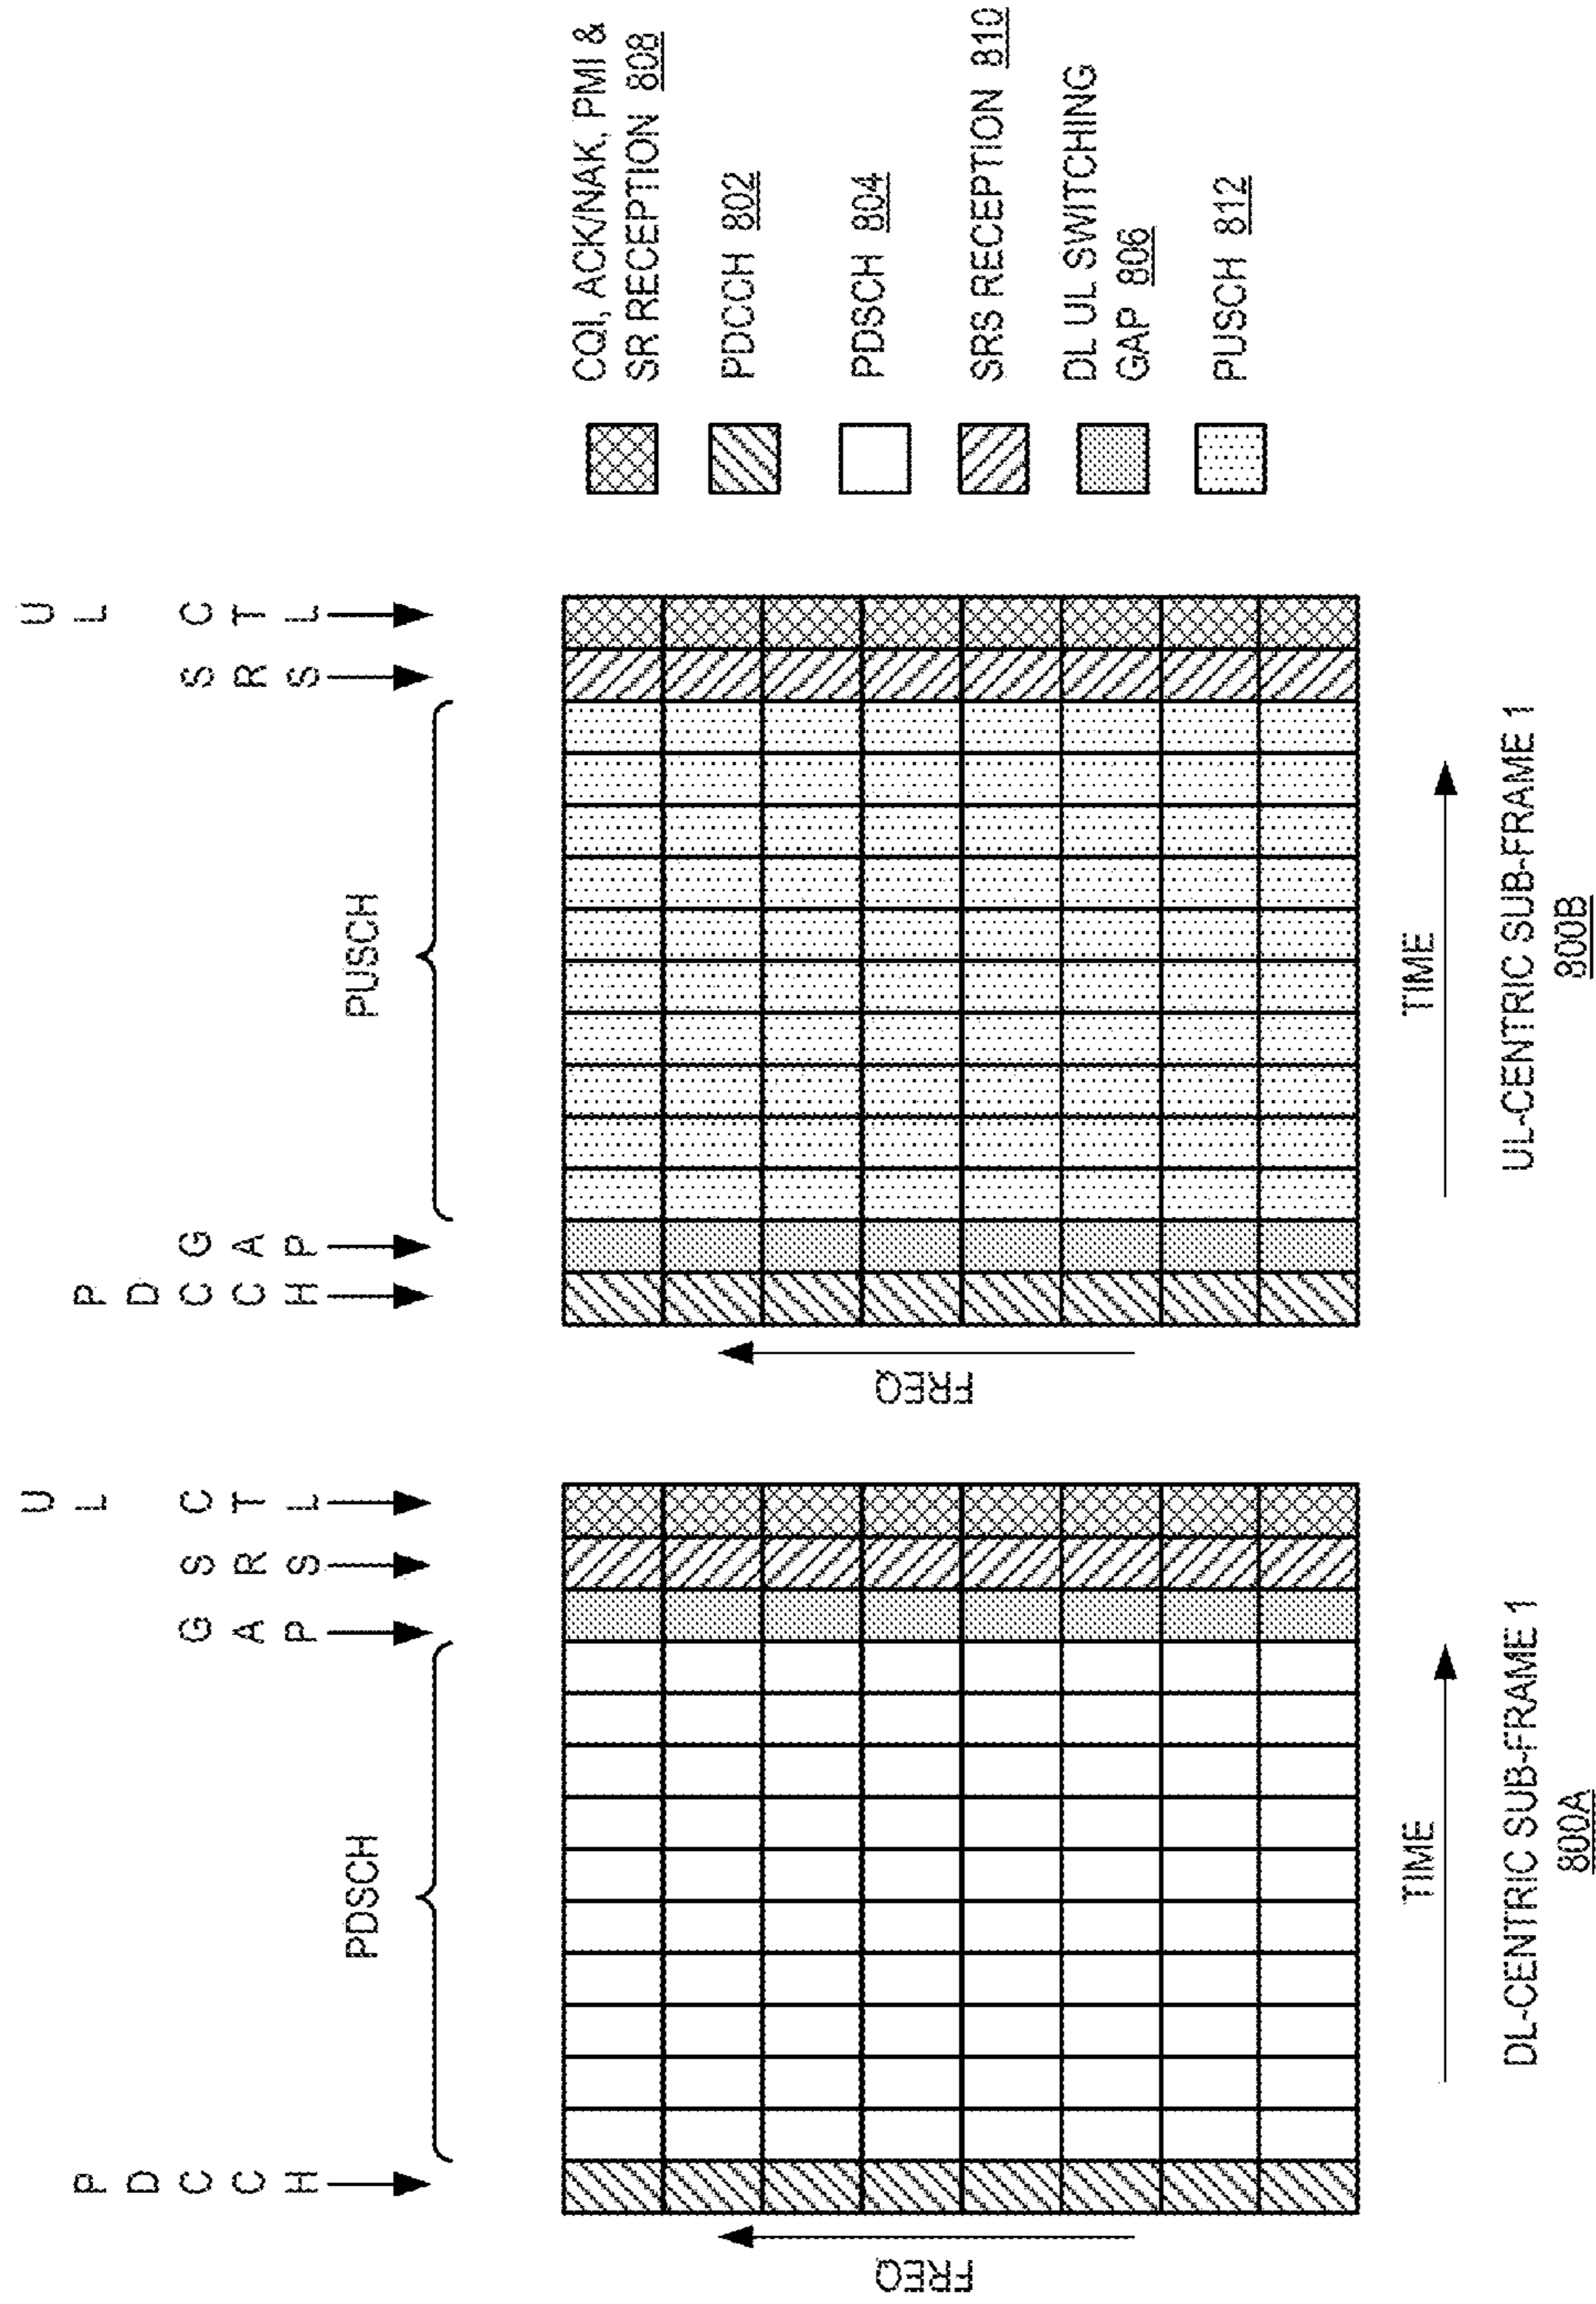 PDCCH
PDSCH
GAP
SRS
UL CTL
FREQ
TIME
DL-CENTRIC SUB-FRAME 1
800A
PDCCH
GAP
PUSCH
SRS
UL CTL
FREQ
TIME
UL-CENTRIC SUB-FRAME 1
800B
CQI, ACK/NAK, PMI &
SR RECEPTION 808
PDCCH 802
PDSCH 804
SRS RECEPTION 810
DL UL SWITCHING
GAP 806
PUSCH 812